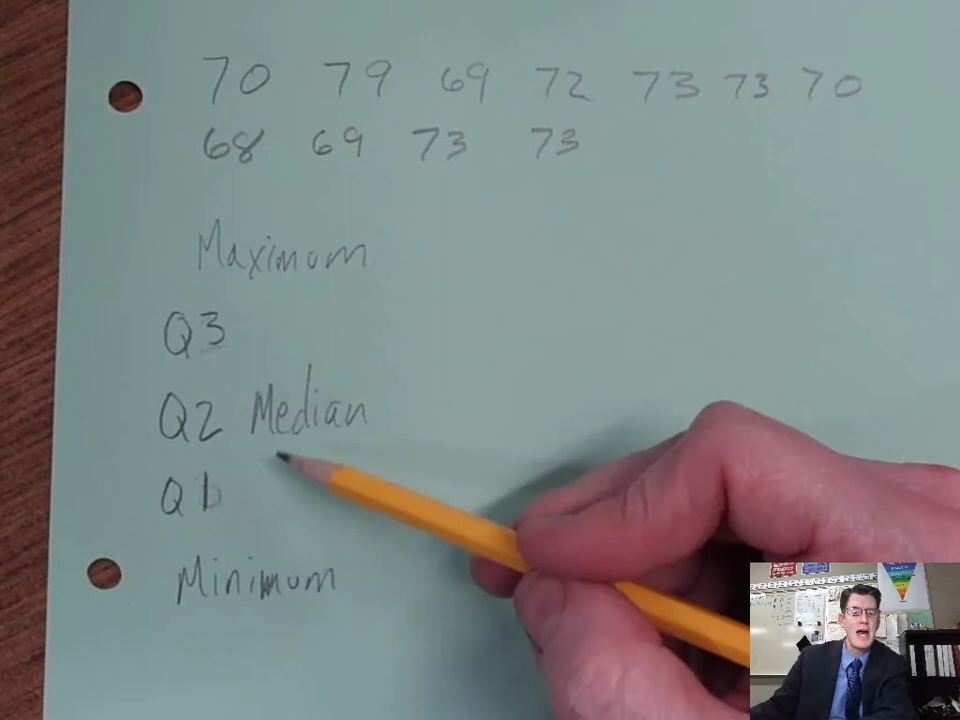 70 79 69 72 73 73 70
68 69 73 73
Maximum
Q3
Q2 Median
Q1
Minimum